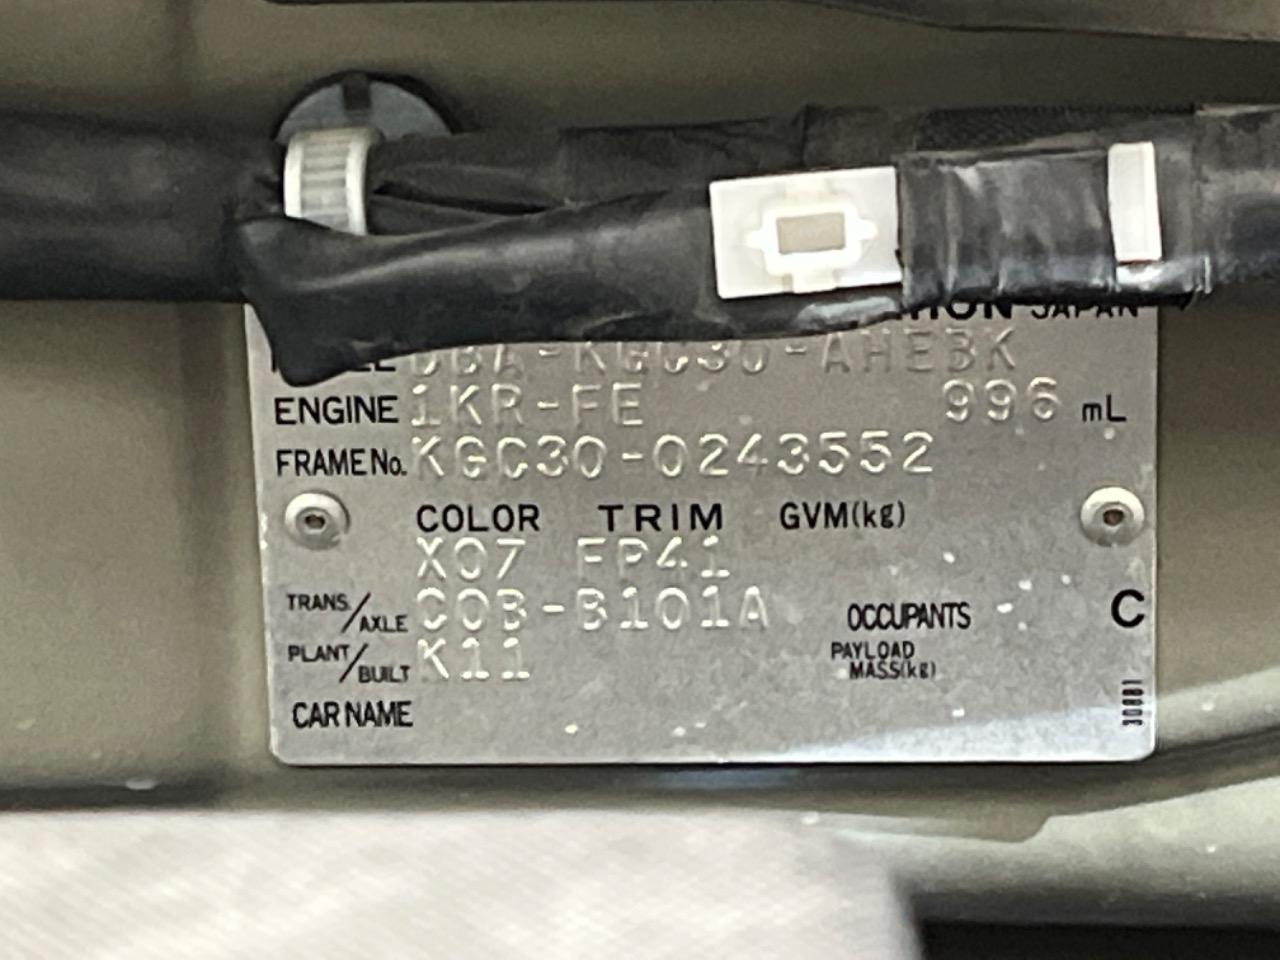 JAPAN
DBA-KGC30-AHEBK
ENGINE 1KR-FE 996 mL
FRAME No. KGC30-0243552
COLOR TRIM GVM(kg)
X07 FP41
TRANS./AXLE C0B-B101A OCCUPANTS C
PLANT/BUILT K11 PAYLOAD MASS(kg)
CAR NAME
30881